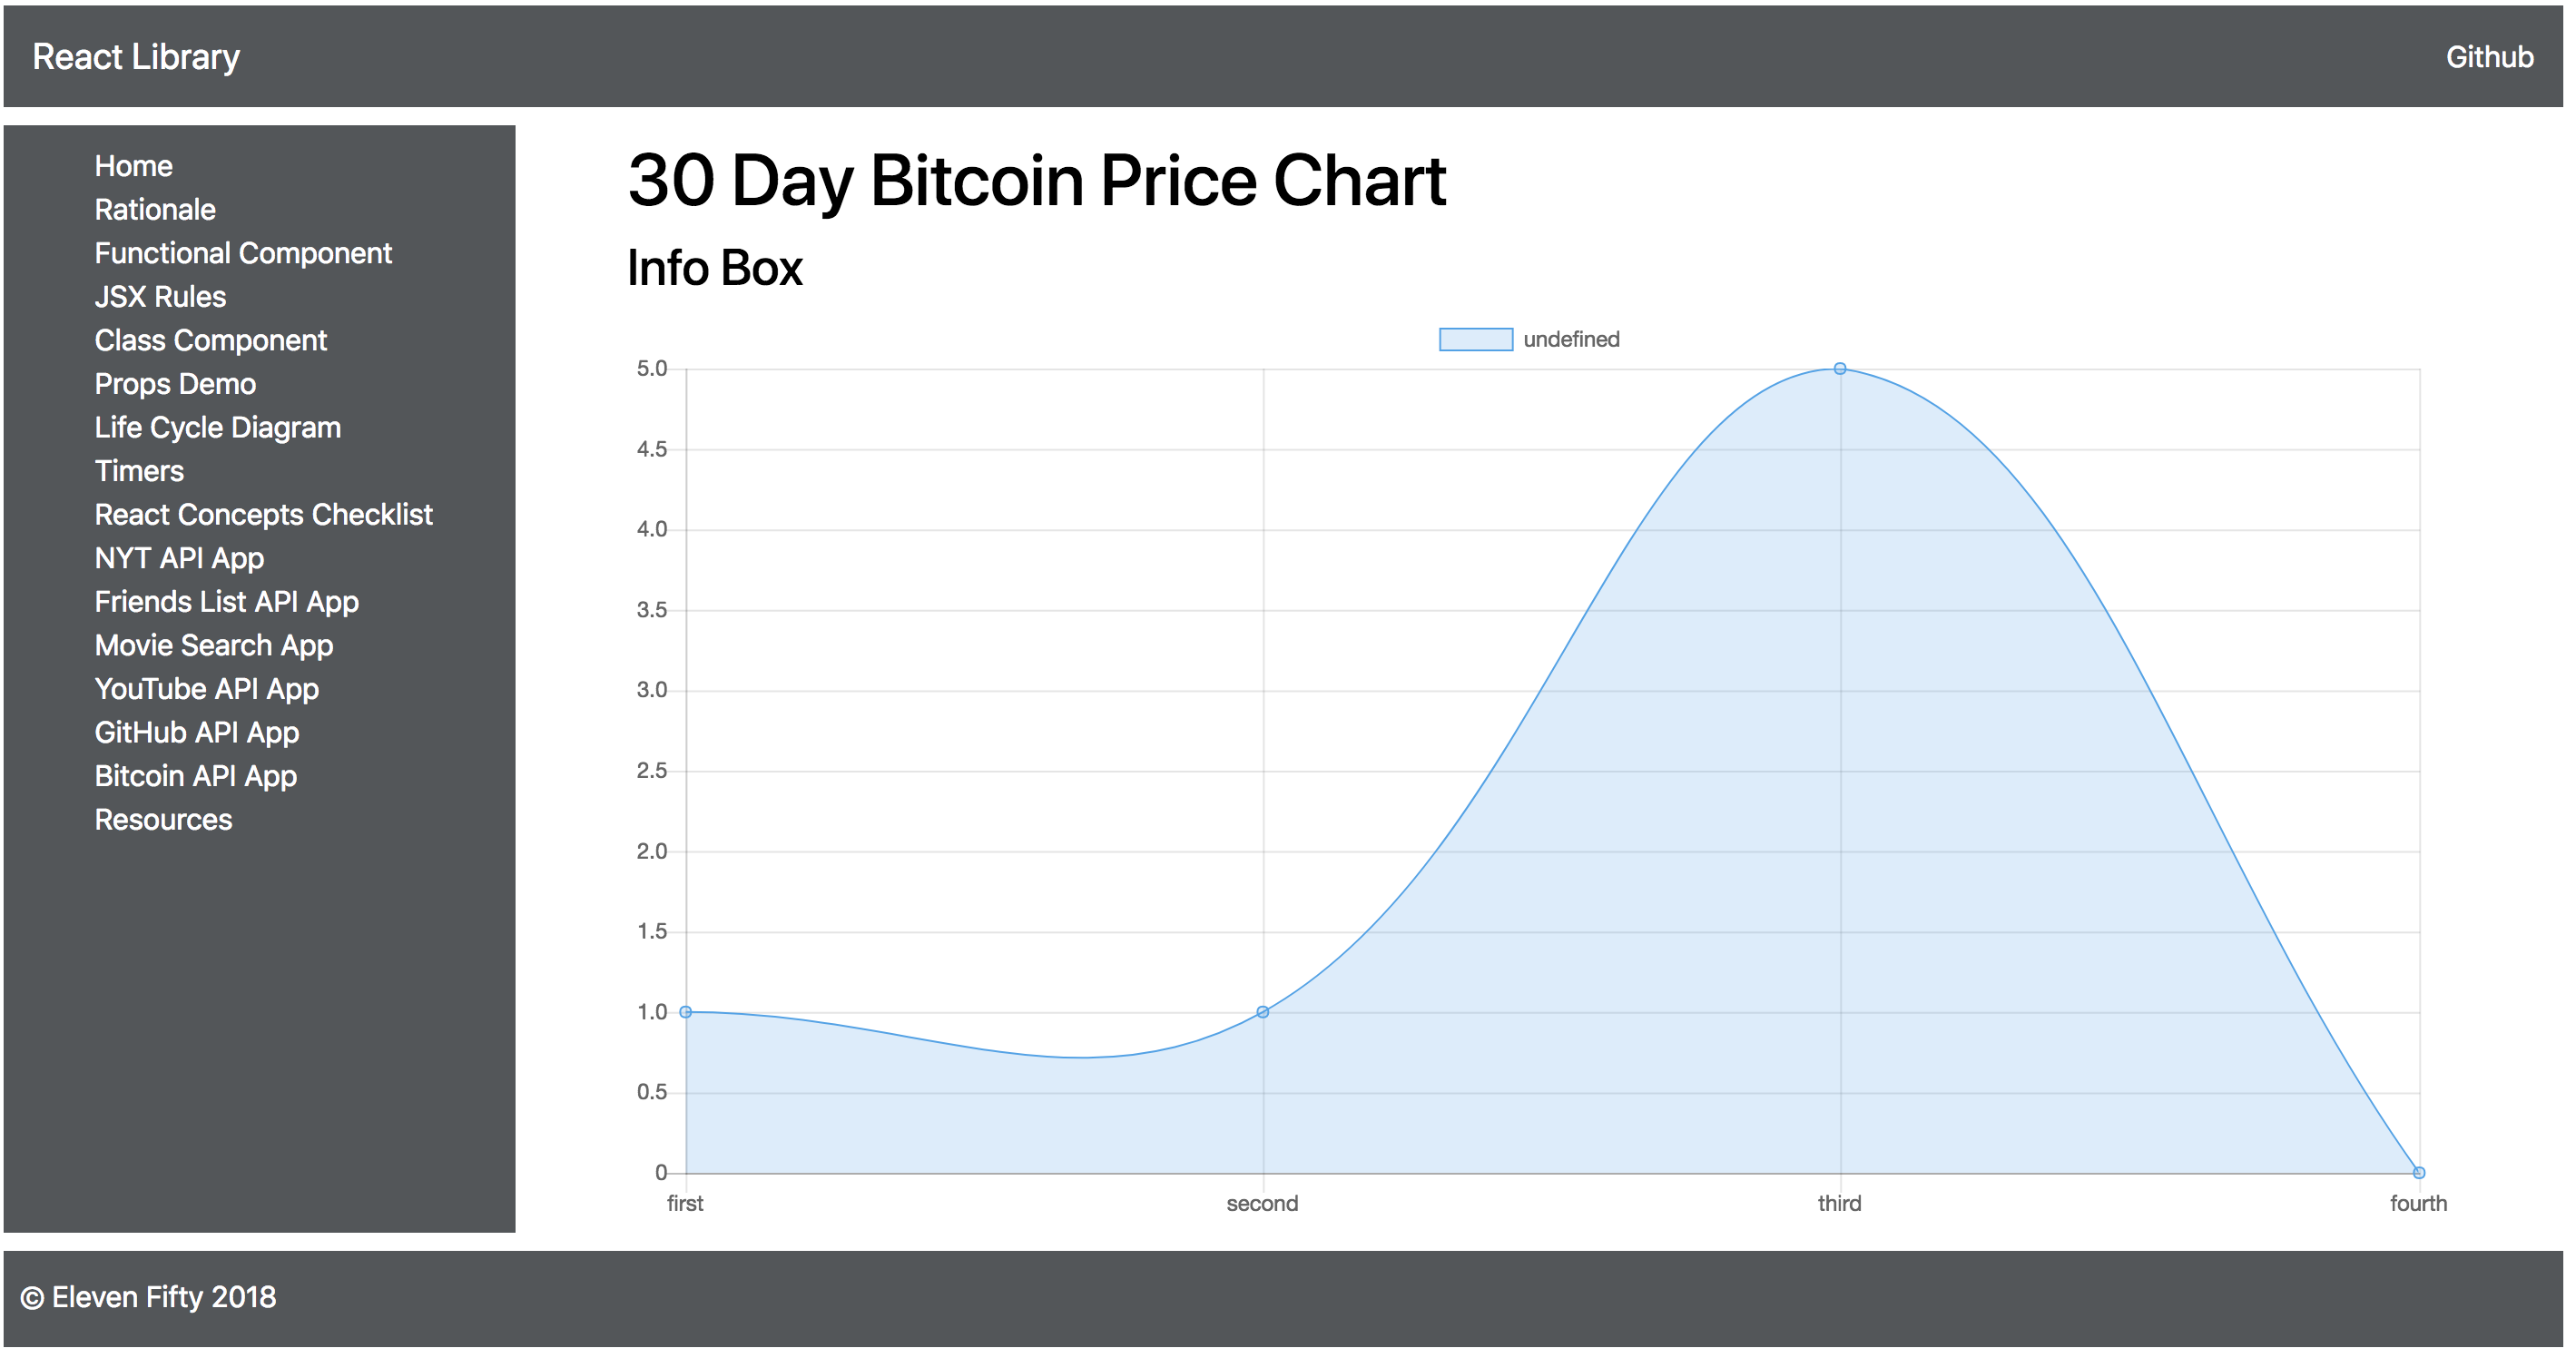 React Library
Github
Home
Rationale
Functional Component
JSX Rules
Class Component
Props Demo
Life Cycle Diagram
Timers
React Concepts Checklist
NYT API App
Friends List API App
Movie Search App
YouTube API App
GitHub API App
Bitcoin API App
Resources
30 Day Bitcoin Price Chart
Info Box
undefined
5.0
4.5
4.0
3.5
3.0
2.5
2.0
1.5
1.0
0.5
0
first second third fourth
© Eleven Fifty 2018